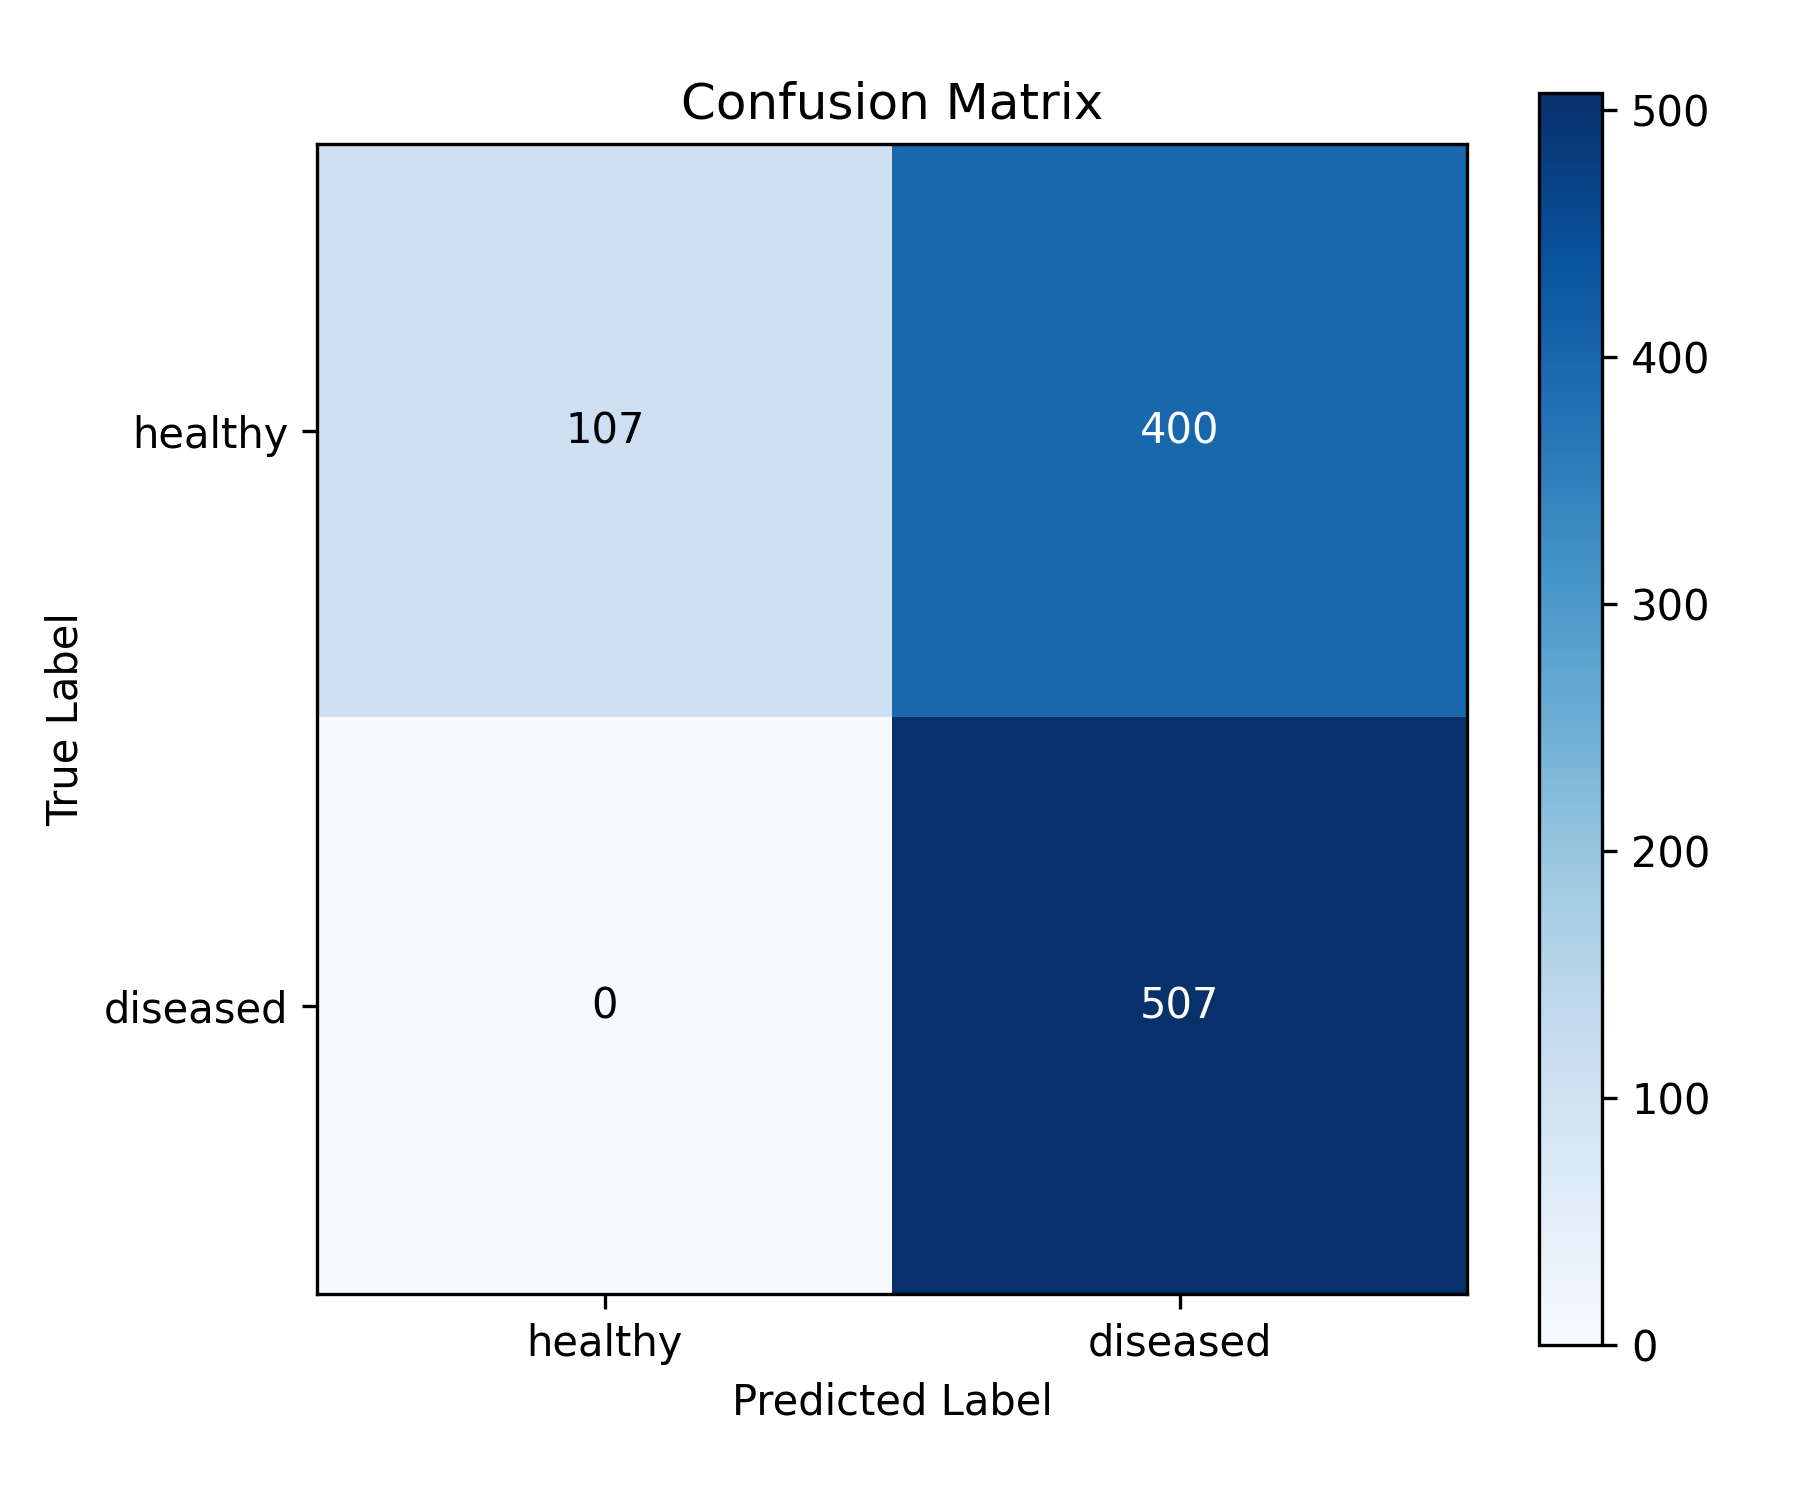 Confusion Matrix
500
400
300
200
100
0
True Label
healthy
107
400
diseased
0
507
healthy
diseased
Predicted Label